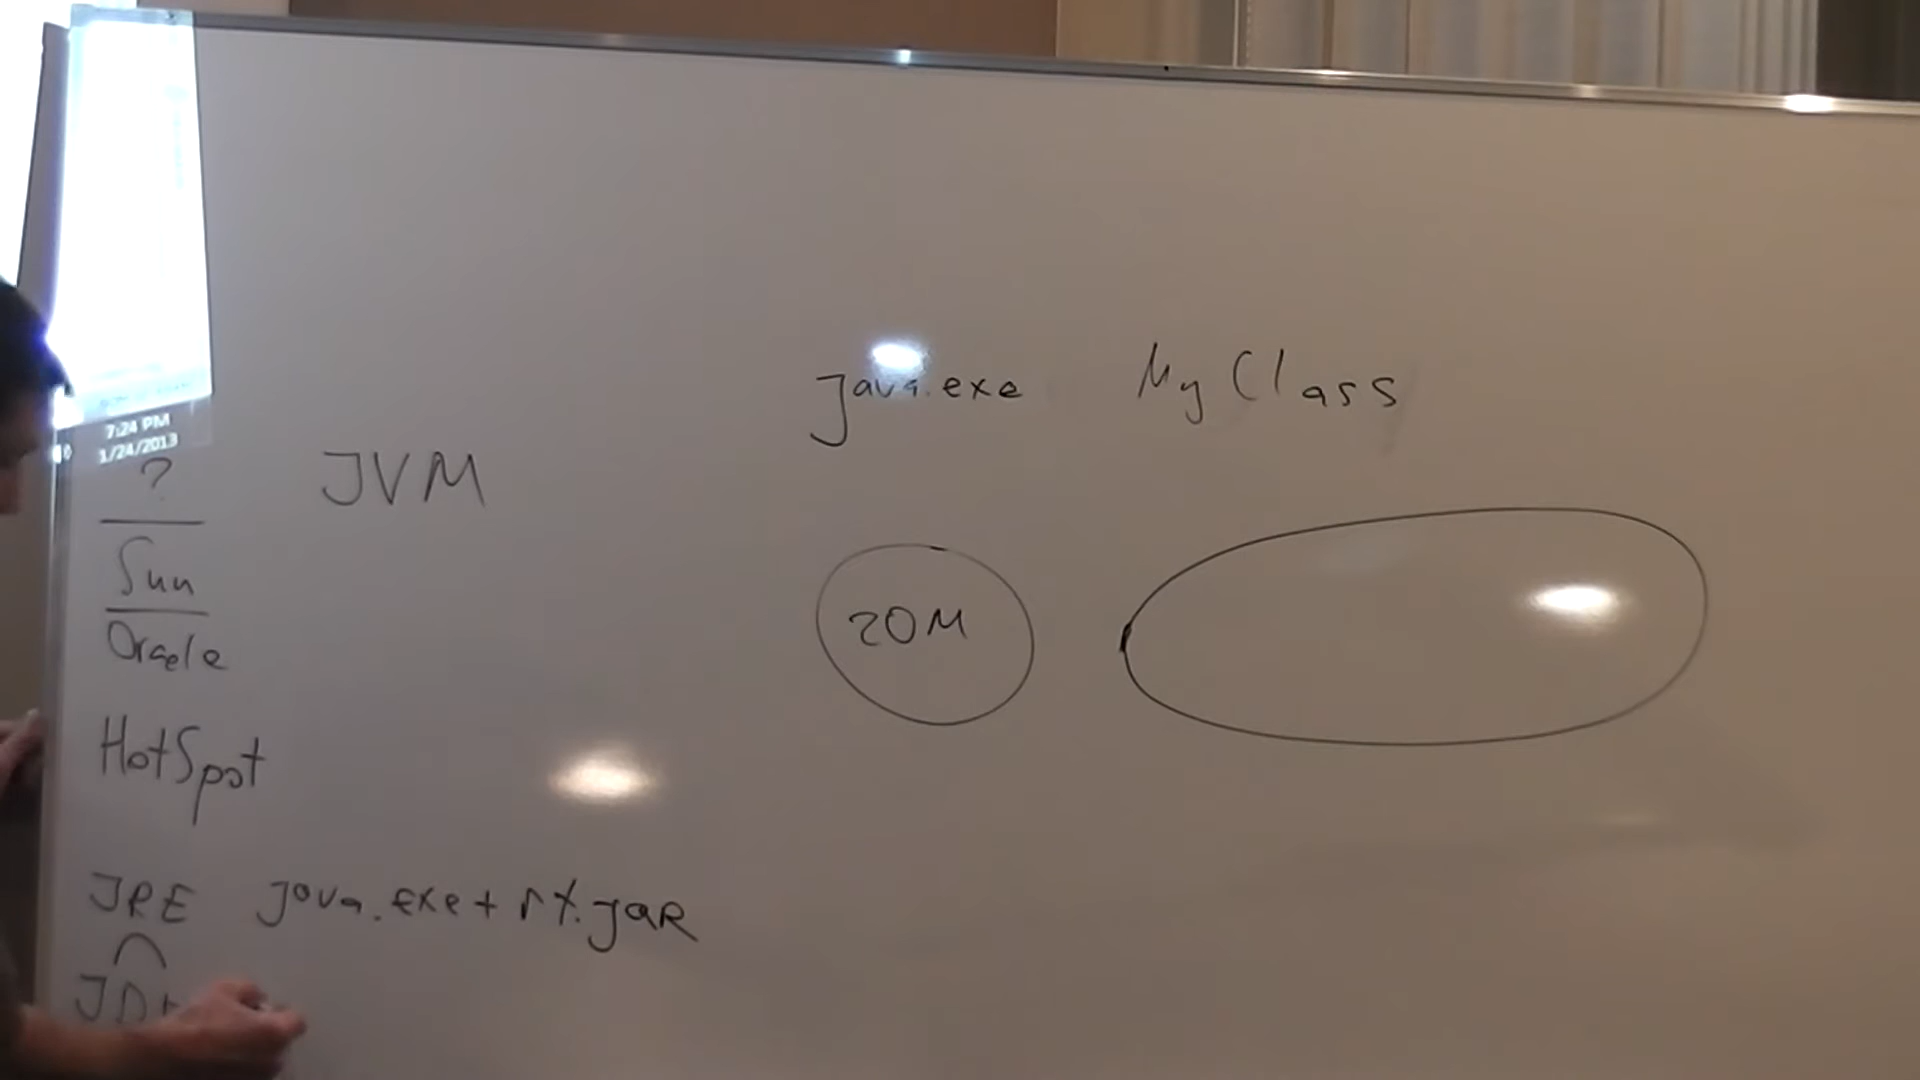 7:24 PM
1/24/2013
java.exe MyClass
?
JVM
Sun
Oracle
20M
HotSpot
JRE java.exe + rt.jar